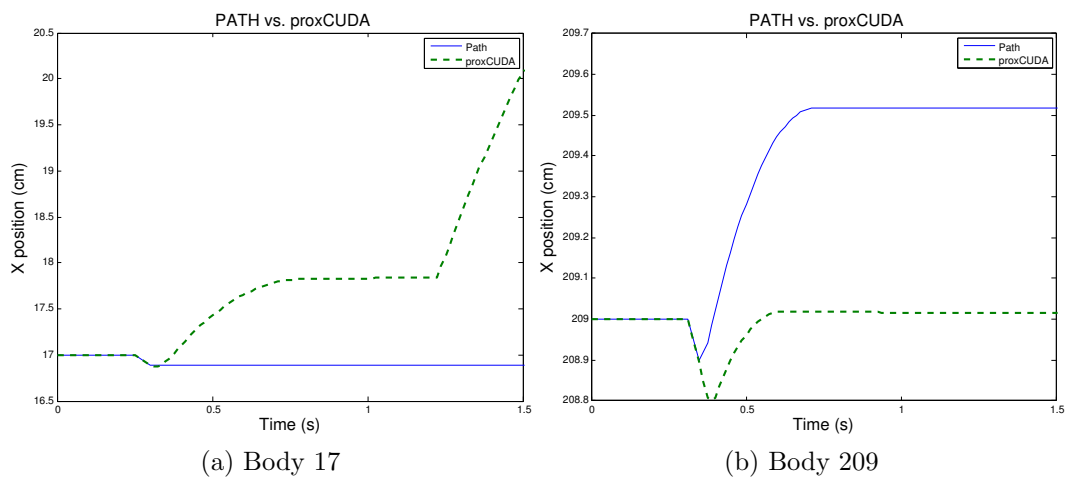 PATH vs. proxCUDA
20.5
20
19.5
19
18.5
18
17.5
17
16.5
X position (cm)
Path
proxCUDA
0
0.5
1
1.5
Time (s)
(a) Body 17
PATH vs. proxCUDA
209.7
209.6
209.5
209.4
209.3
209.2
209.1
209
208.9
208.8
X position (cm)
Path
proxCUDA
0
0.5
1
1.5
Time (s)
(b) Body 209